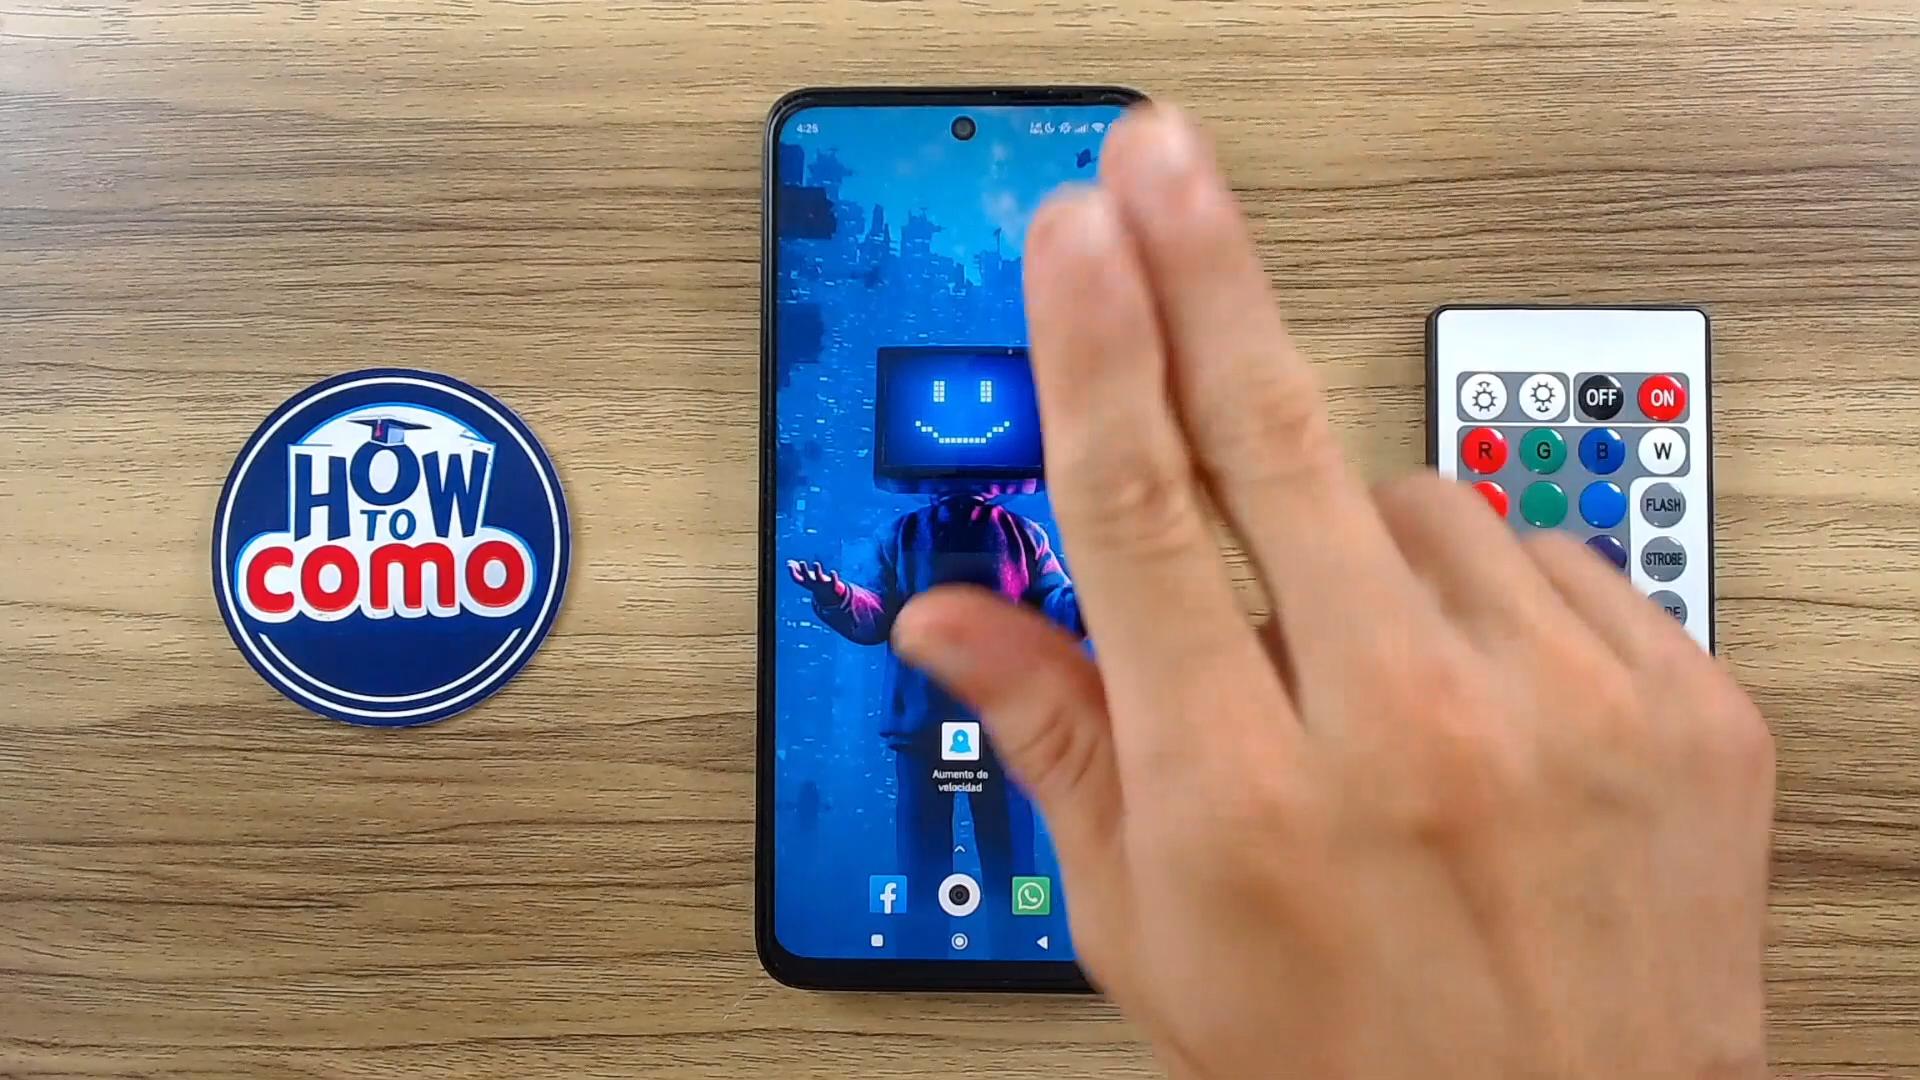 4:25
HOW
TO
COMO
Aumento de
velocidad
OFF
ON
R
G
B
W
FLASH
STROBE